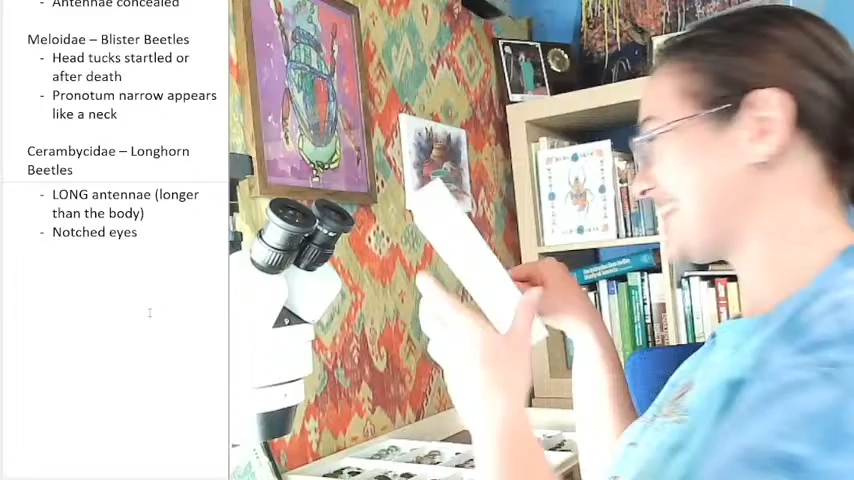 - Antennae concealed
Meloidae – Blister Beetles
- Head tucks startled or
after death
- Pronotum narrow appears
like a neck
Cerambycidae – Longhorn
Beetles
- LONG antennae (longer
than the body)
- Notched eyes